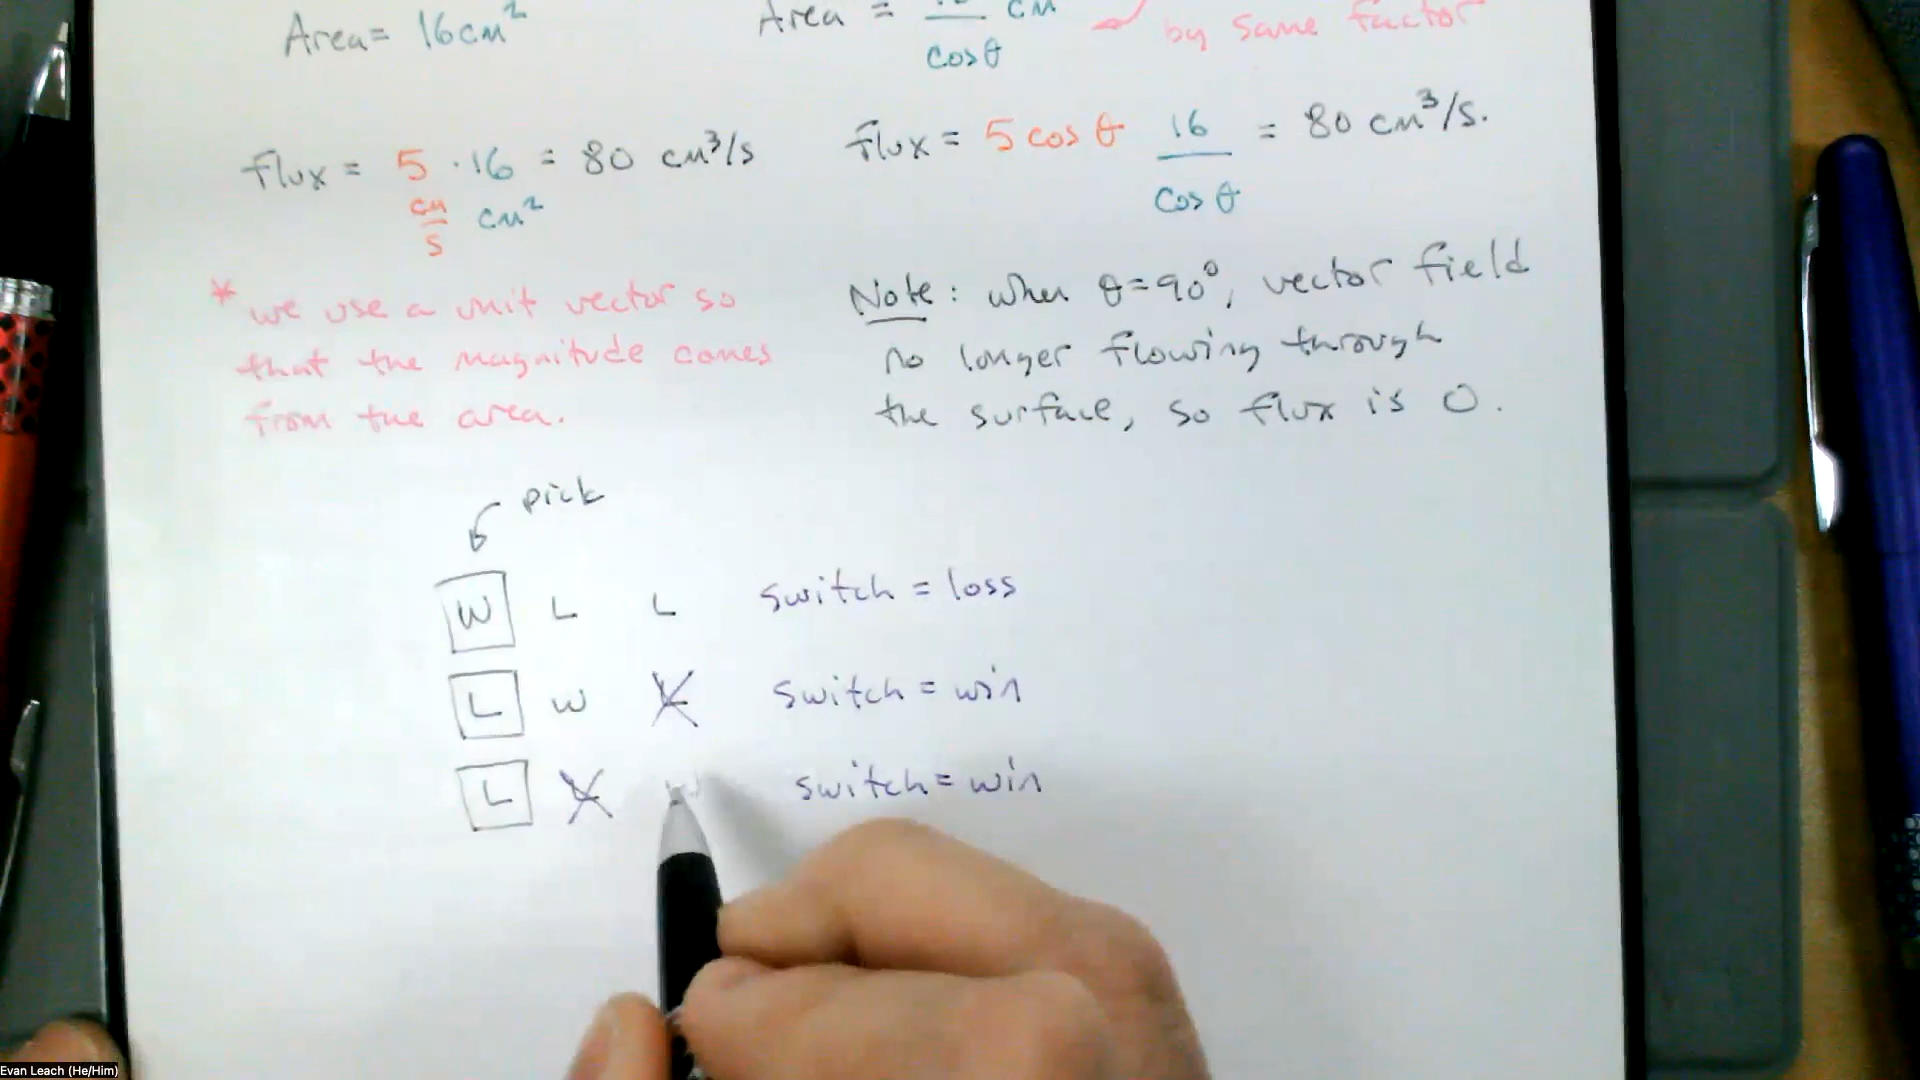 Area = 16cm²
Area = cm
cos θ
by same factor
flux = 5 · 16 = 80 cm³/s
cm/s cm²
flux = 5 cos θ 16/cos θ = 80 cm³/s.
* we use a unit vector so
that the magnitude comes
from the area.
Note: when θ=90°, vector field
no longer flowing through
the surface, so flux is 0.
pick
W L L switch = loss
L W L switch = win
L L W switch = win
Evan Leach (He/Him)